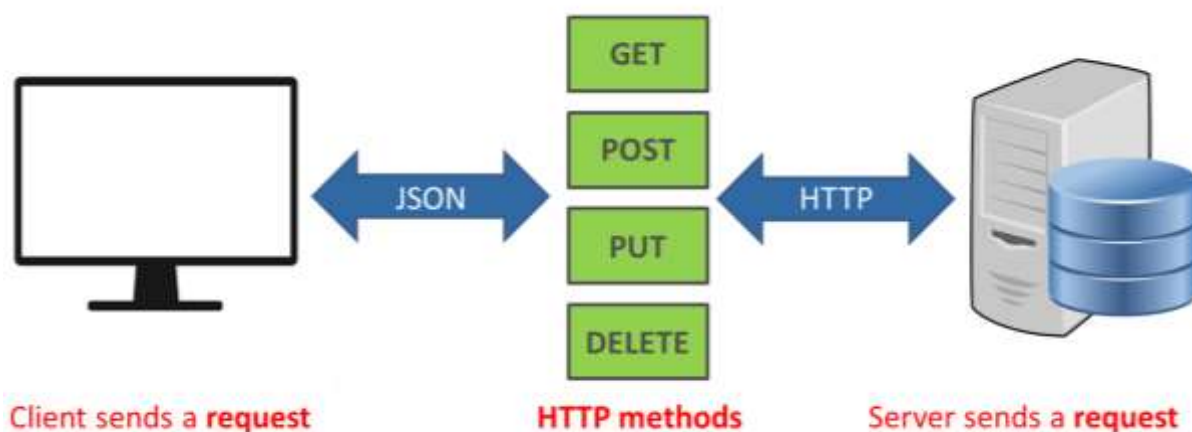 GET
POST
JSON
HTTP
PUT
DELETE
Client sends a request
HTTP methods
Server sends a request